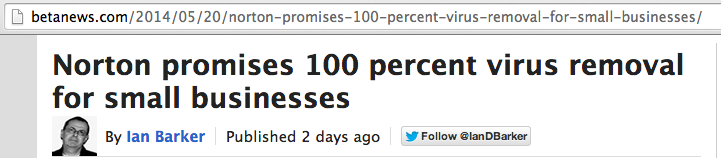 betanews.com/2014/05/20/norton-promises-100-percent-virus-removal-for-small-businesses/
Norton promises 100 percent virus removal
for small businesses
By Ian Barker Published 2 days ago Follow @IanDBarker